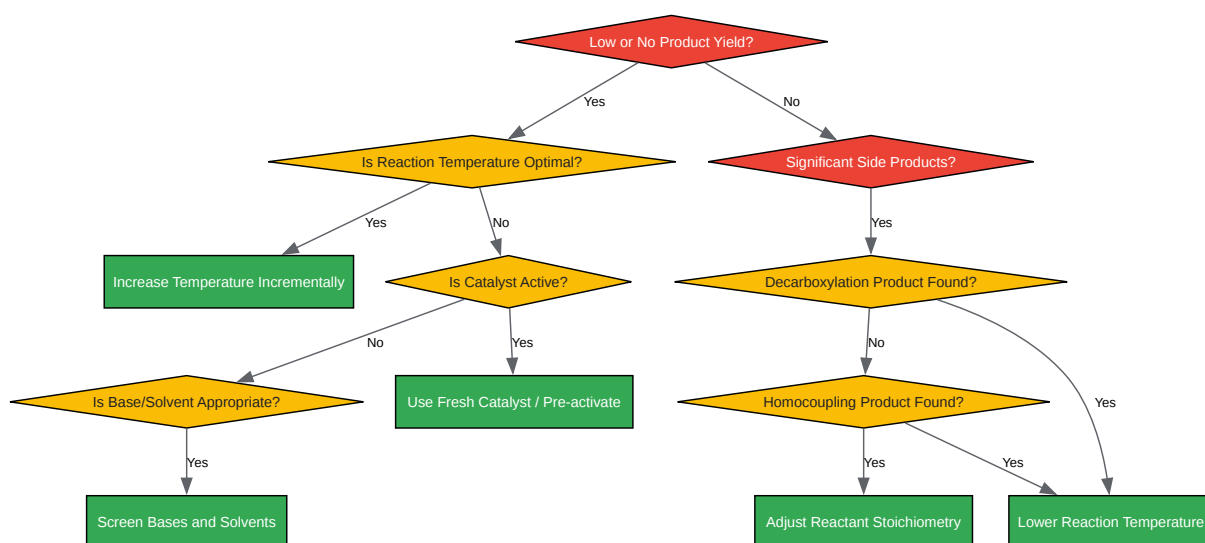 Low or No Product Yield?
Yes
No
Is Reaction Temperature Optimal?
Significant Side Products?
Yes
No
Yes
Increase Temperature Incrementally
Is Catalyst Active?
Decarboxylation Product Found?
No
Yes
No
Yes
Is Base/Solvent Appropriate?
Use Fresh Catalyst / Pre-activate
Homocoupling Product Found?
Yes
Yes
Yes
Screen Bases and Solvents
Adjust Reactant Stoichiometry
Lower Reaction Temperature